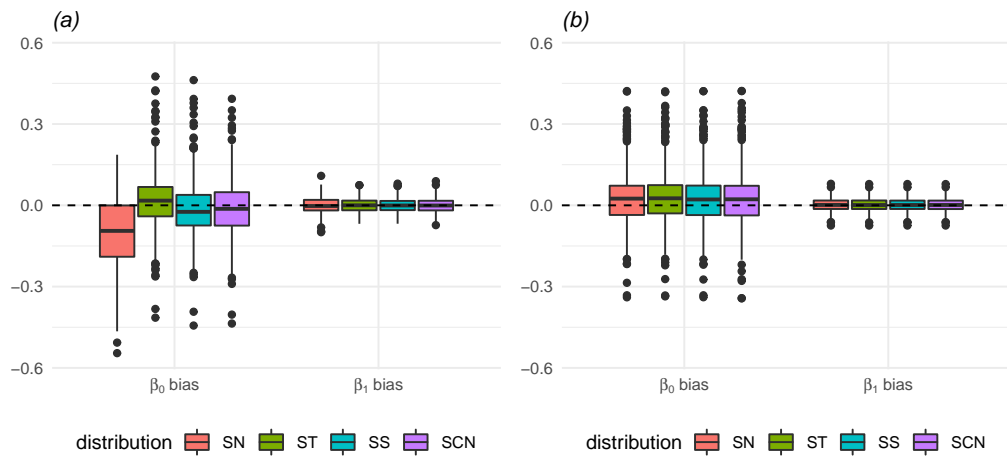 (a)
(b)
0.6
0.3
0.0
−0.3
−0.6
β₀ bias
β₁ bias
0.6
0.3
0.0
−0.3
−0.6
β₀ bias
β₁ bias
distribution SN ST SS SCN
distribution SN ST SS SCN